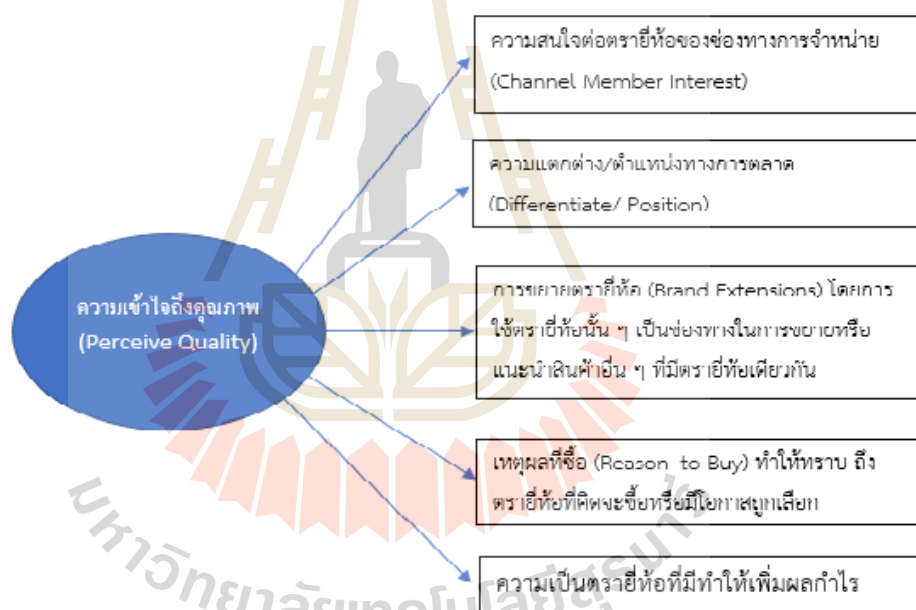 ความสนใจต่อตรายี่ห้อของช่องทางการจำหน่าย
(Channel Member Interest)
ความแตกต่าง/ตำแหน่งทางการตลาด
(Differentiate/ Position)
ความเข้าใจถึงคุณภาพ
(Perceive Quality)
การขยายตรายี่ห้อ (Brand Extensions) โดยการ
ใช้ตรายี่ห้อนั้น ๆ เป็นช่องทางในการขยายหรือ
แนะนำสินค้าอื่น ๆ ที่มีตรายี่ห้อเดียวกัน
เหตุผลที่ซื้อ (Reason to Buy) ทำให้ทราบ ถึง
ตรายี่ห้อที่คิดจะซื้อหรือมีโอกาสถูกเลือก
ความเป็นตรายี่ห้อที่มีทำให้เพิ่มผลกำไร